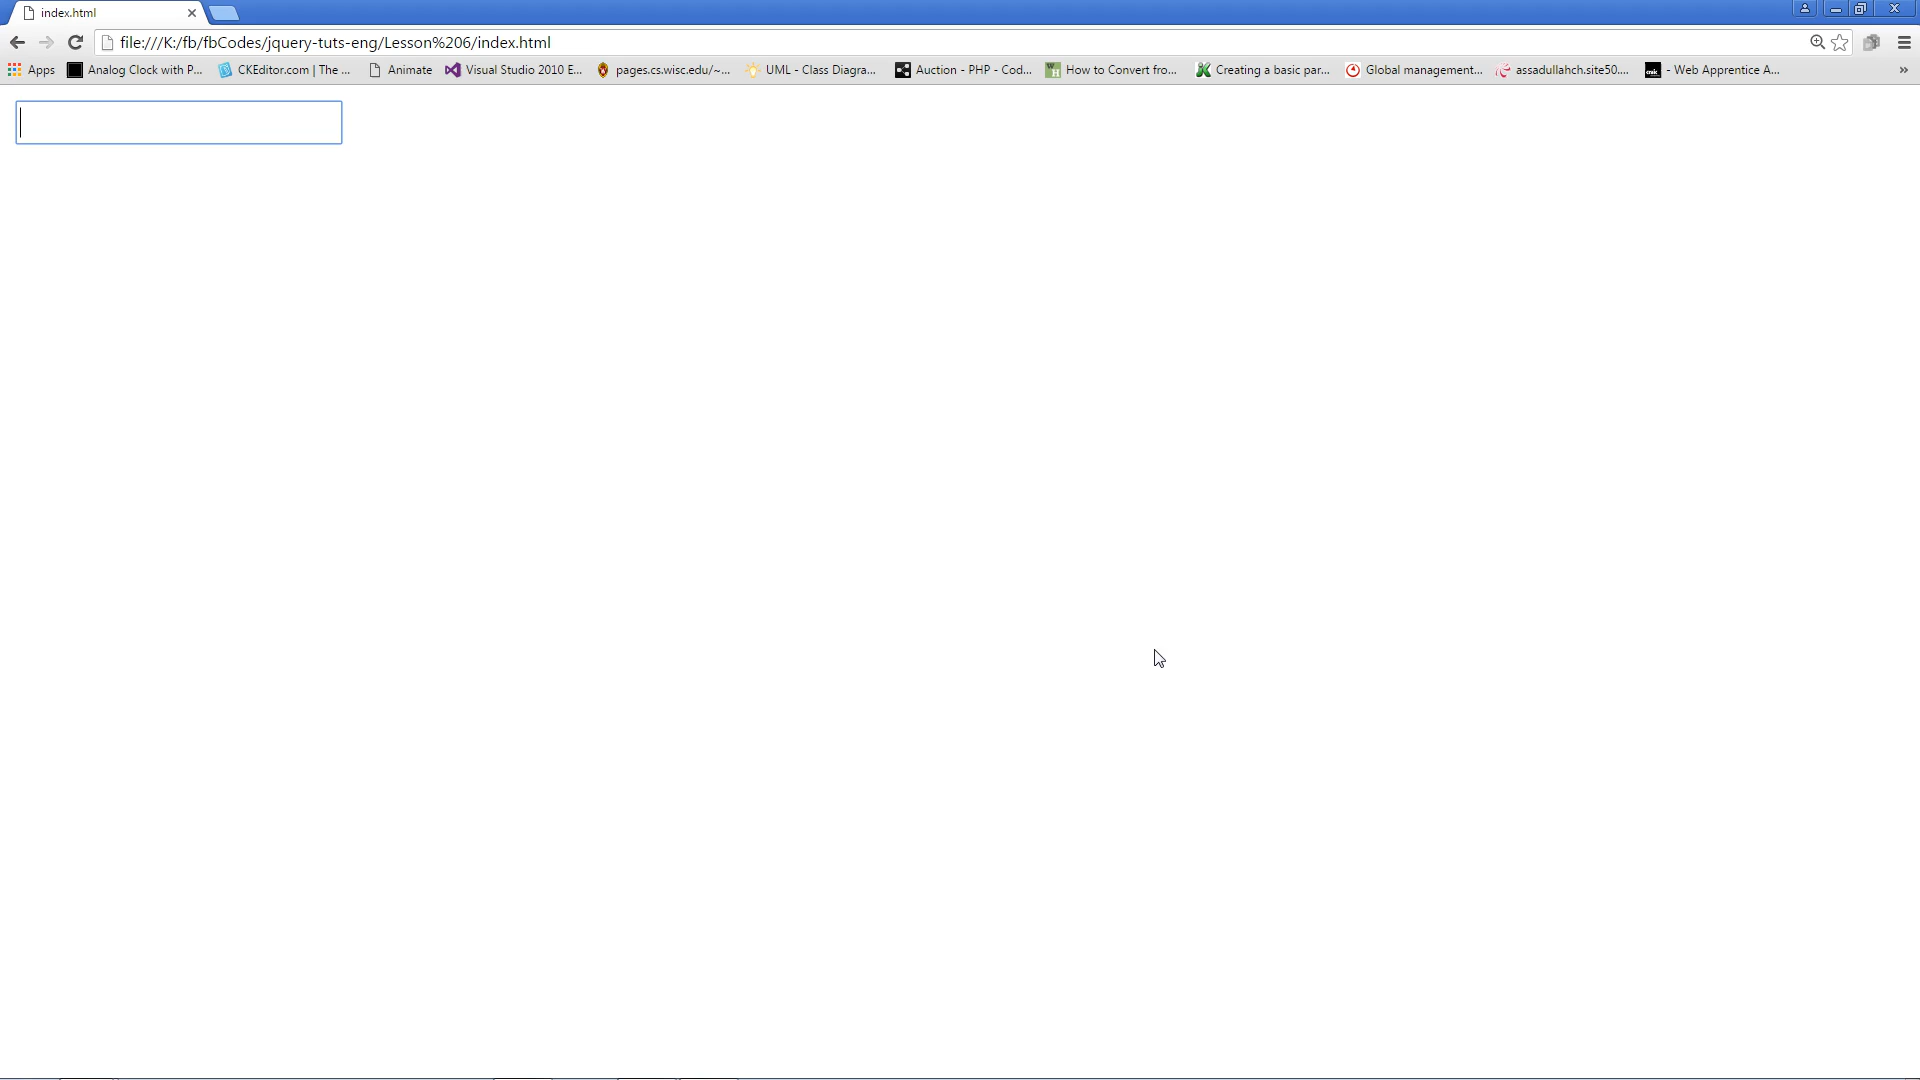 index.html
file:///K:/fb/fbCodes/jquery-tuts-eng/Lesson%206/index.html
Apps Analog Clock with P... CKEditor.com | The ... Animate Visual Studio 2010 E... pages.cs.wisc.edu/~... UML - Class Diagra... Auction - PHP - Cod... How to Convert fro... Creating a basic par... Global management... assadullahch.site50.... - Web Apprentice A... »